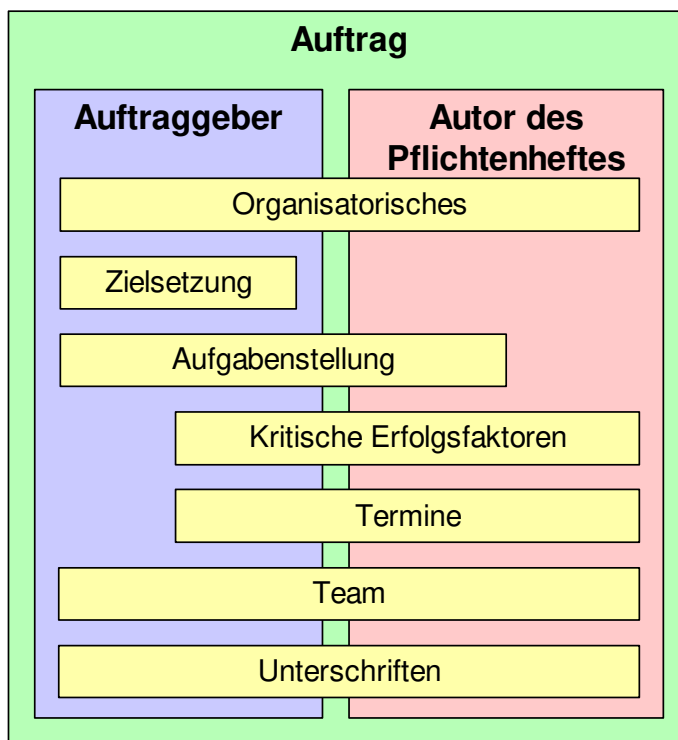 Auftrag
Auftraggeber
Autor des
Pflichtenheftes
Organisatorisches
Zielsetzung
Aufgabenstellung
Kritische Erfolgsfaktoren
Termine
Team
Unterschriften